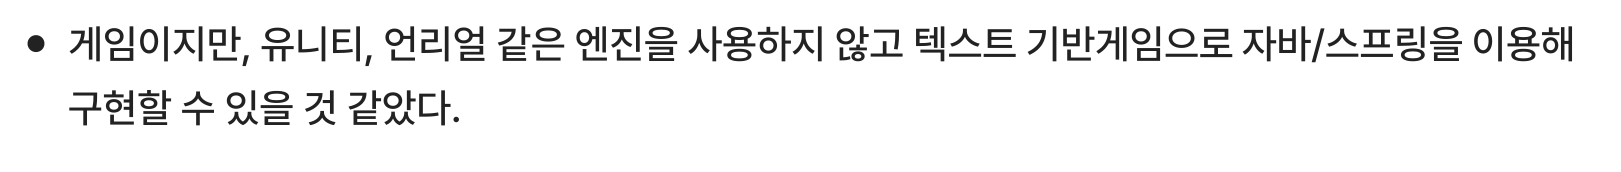 • 게임이지만, 유니티, 언리얼 같은 엔진을 사용하지 않고 텍스트 기반게임으로 자바/스프링을 이용해
구현할 수 있을 것 같았다.